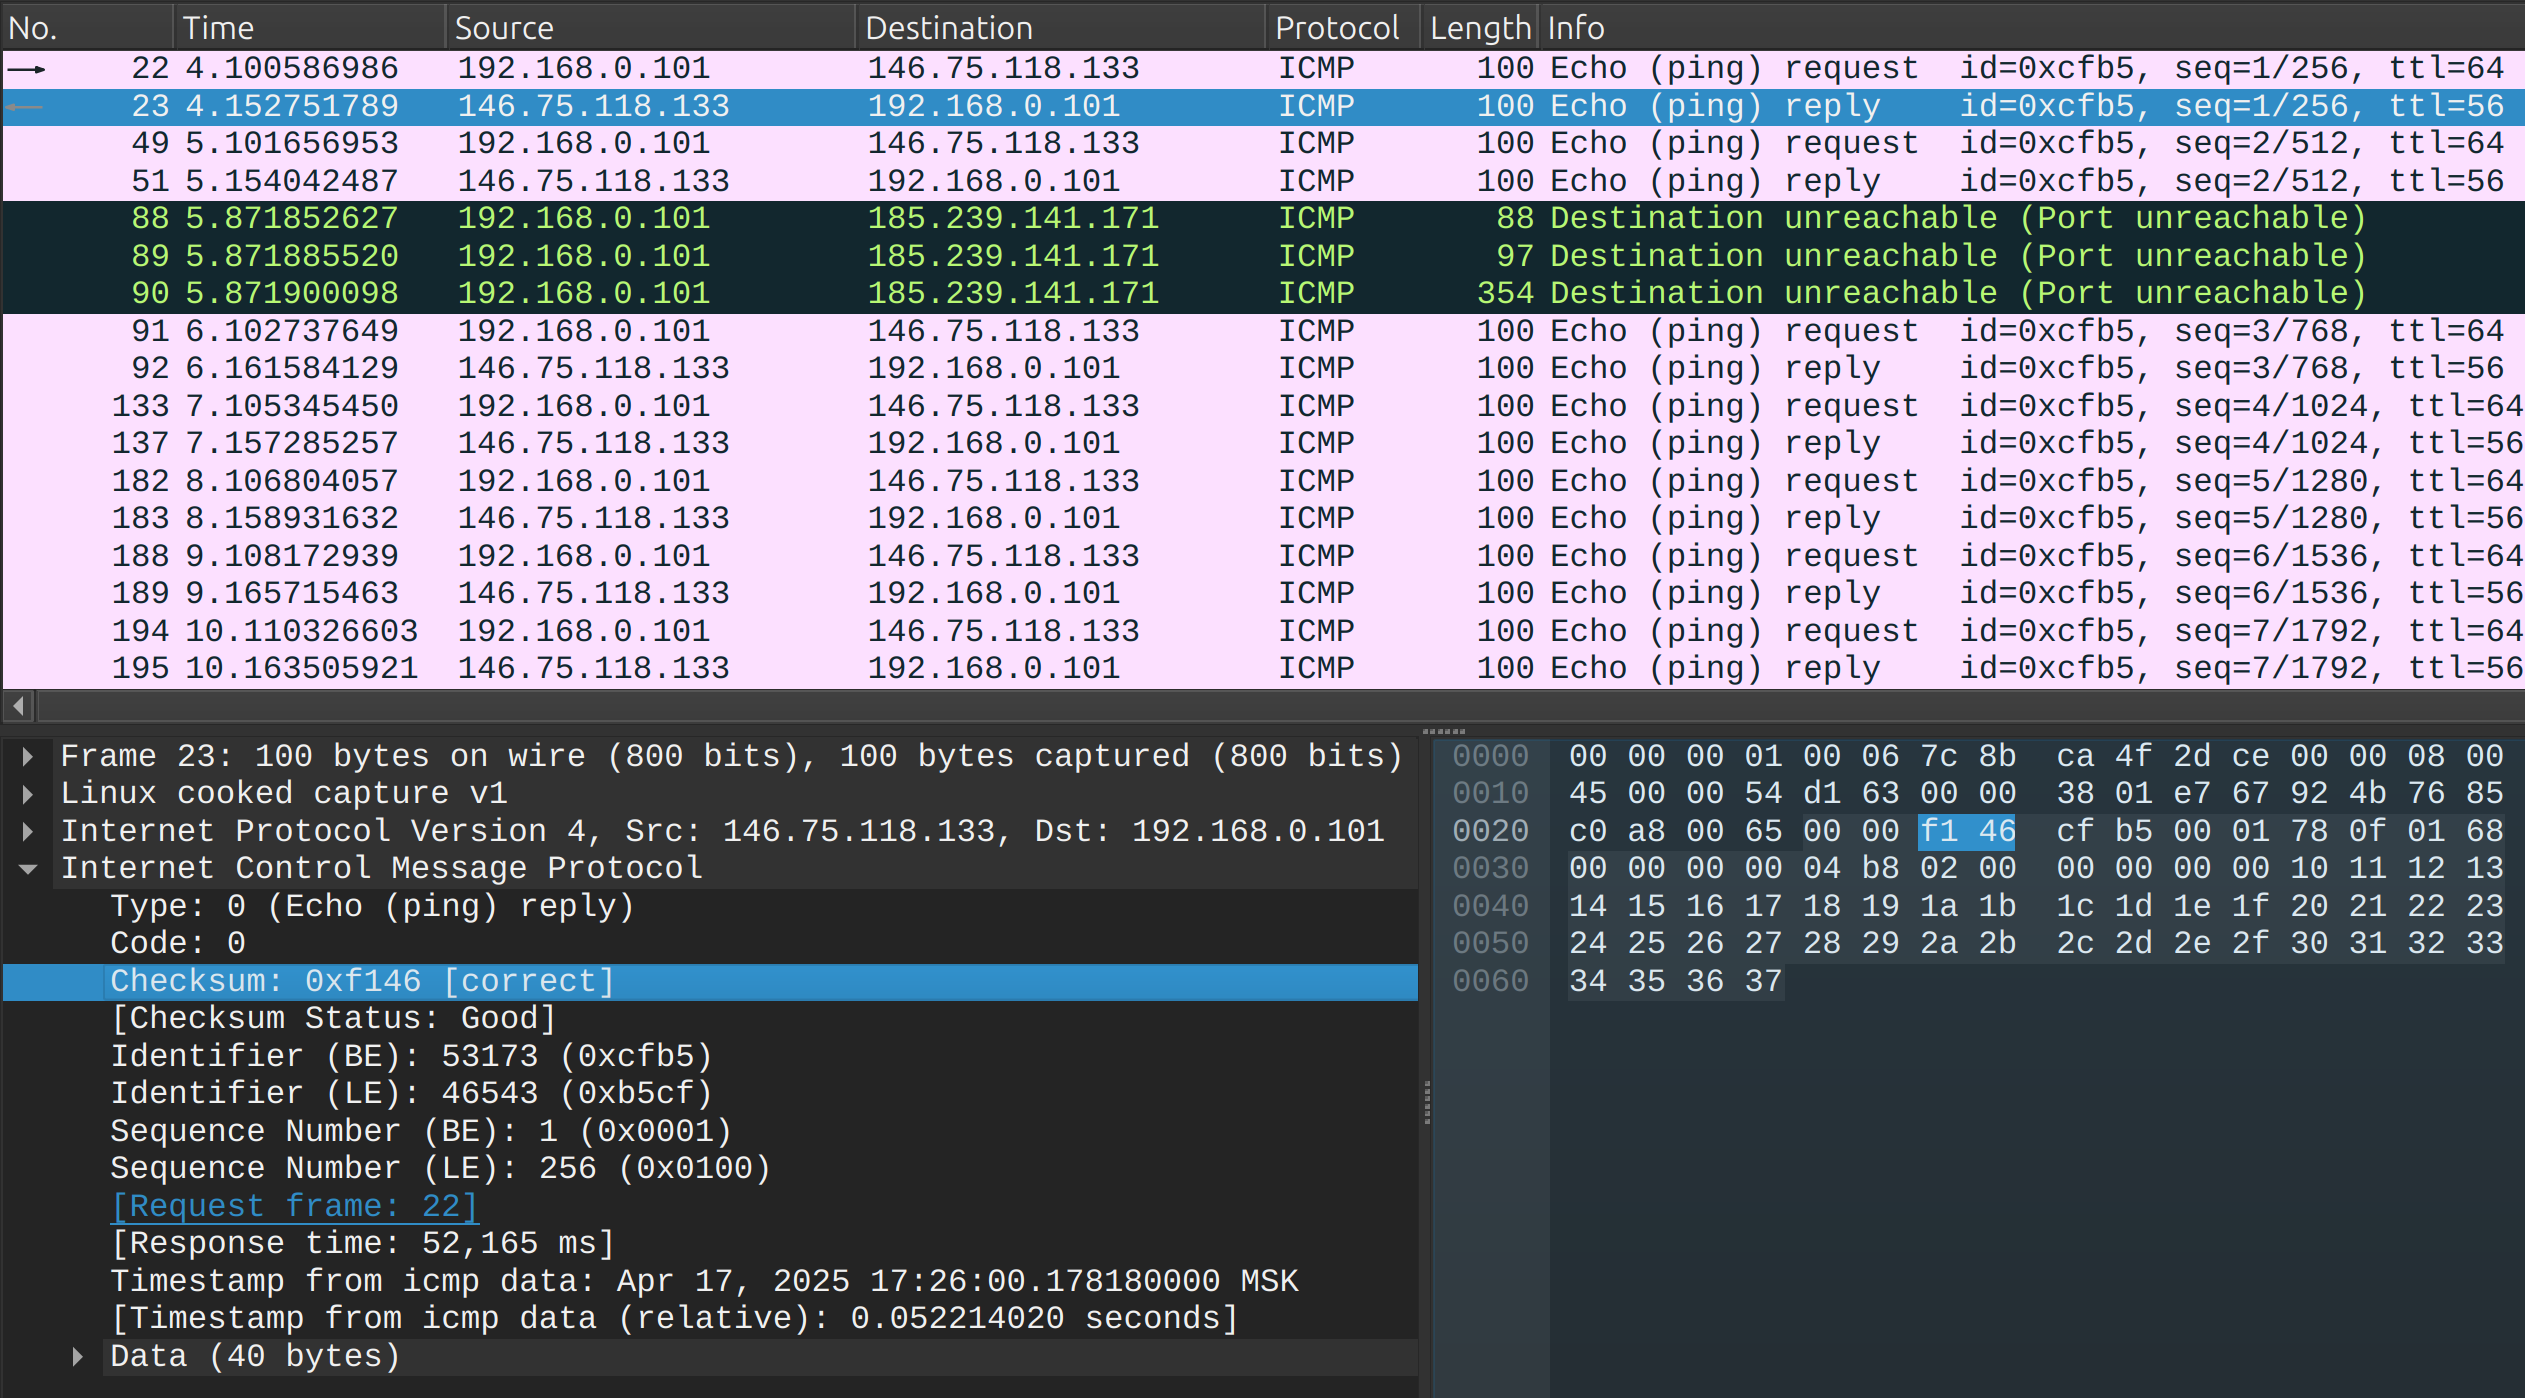 No. Time Source Destination Protocol Length Info
22 4.100586986 192.168.0.101 146.75.118.133 ICMP 100 Echo (ping) request id=0xcfb5, seq=1/256, ttl=64
23 4.152751789 146.75.118.133 192.168.0.101 ICMP 100 Echo (ping) reply id=0xcfb5, seq=1/256, ttl=56
49 5.101656953 192.168.0.101 146.75.118.133 ICMP 100 Echo (ping) request id=0xcfb5, seq=2/512, ttl=64
51 5.154042487 146.75.118.133 192.168.0.101 ICMP 100 Echo (ping) reply id=0xcfb5, seq=2/512, ttl=56
88 5.871852627 192.168.0.101 185.239.141.171 ICMP 88 Destination unreachable (Port unreachable)
89 5.871885520 192.168.0.101 185.239.141.171 ICMP 97 Destination unreachable (Port unreachable)
90 5.871900098 192.168.0.101 185.239.141.171 ICMP 354 Destination unreachable (Port unreachable)
91 6.102737649 192.168.0.101 146.75.118.133 ICMP 100 Echo (ping) request id=0xcfb5, seq=3/768, ttl=64
92 6.161584129 146.75.118.133 192.168.0.101 ICMP 100 Echo (ping) reply id=0xcfb5, seq=3/768, ttl=56
133 7.105345450 192.168.0.101 146.75.118.133 ICMP 100 Echo (ping) request id=0xcfb5, seq=4/1024, ttl=64
137 7.157285257 146.75.118.133 192.168.0.101 ICMP 100 Echo (ping) reply id=0xcfb5, seq=4/1024, ttl=56
182 8.106804057 192.168.0.101 146.75.118.133 ICMP 100 Echo (ping) request id=0xcfb5, seq=5/1280, ttl=64
183 8.158931632 146.75.118.133 192.168.0.101 ICMP 100 Echo (ping) reply id=0xcfb5, seq=5/1280, ttl=56
188 9.108172939 192.168.0.101 146.75.118.133 ICMP 100 Echo (ping) request id=0xcfb5, seq=6/1536, ttl=64
189 9.165715463 146.75.118.133 192.168.0.101 ICMP 100 Echo (ping) reply id=0xcfb5, seq=6/1536, ttl=56
194 10.110326603 192.168.0.101 146.75.118.133 ICMP 100 Echo (ping) request id=0xcfb5, seq=7/1792, ttl=64
195 10.163505921 146.75.118.133 192.168.0.101 ICMP 100 Echo (ping) reply id=0xcfb5, seq=7/1792, ttl=56
Frame 23: 100 bytes on wire (800 bits), 100 bytes captured (800 bits)
Linux cooked capture v1
Internet Protocol Version 4, Src: 146.75.118.133, Dst: 192.168.0.101
Internet Control Message Protocol
Type: 0 (Echo (ping) reply)
Code: 0
Checksum: 0xf146 [correct]
[Checksum Status: Good]
Identifier (BE): 53173 (0xcfb5)
Identifier (LE): 46543 (0xb5cf)
Sequence Number (BE): 1 (0x0001)
Sequence Number (LE): 256 (0x0100)
[Request frame: 22]
[Response time: 52,165 ms]
Timestamp from icmp data: Apr 17, 2025 17:26:00.178180000 MSK
[Timestamp from icmp data (relative): 0.052214020 seconds]
Data (40 bytes)
0000 00 00 00 01 00 06 7c 8b ca 4f 2d ce 00 00 08 00
0010 45 00 00 54 d1 63 00 00 38 01 e7 67 92 4b 76 85
0020 c0 a8 00 65 00 00 f1 46 cf b5 00 01 78 0f 01 68
0030 00 00 00 00 04 b8 02 00 00 00 00 00 10 11 12 13
0040 14 15 16 17 18 19 1a 1b 1c 1d 1e 1f 20 21 22 23
0050 24 25 26 27 28 29 2a 2b 2c 2d 2e 2f 30 31 32 33
0060 34 35 36 37